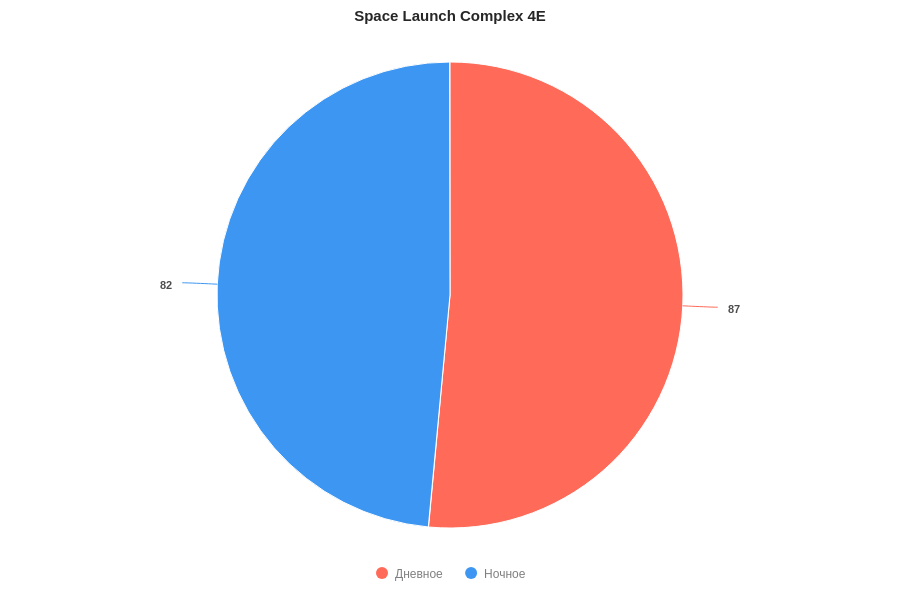 Space Launch Complex 4E
82
87
Дневное
Ночное